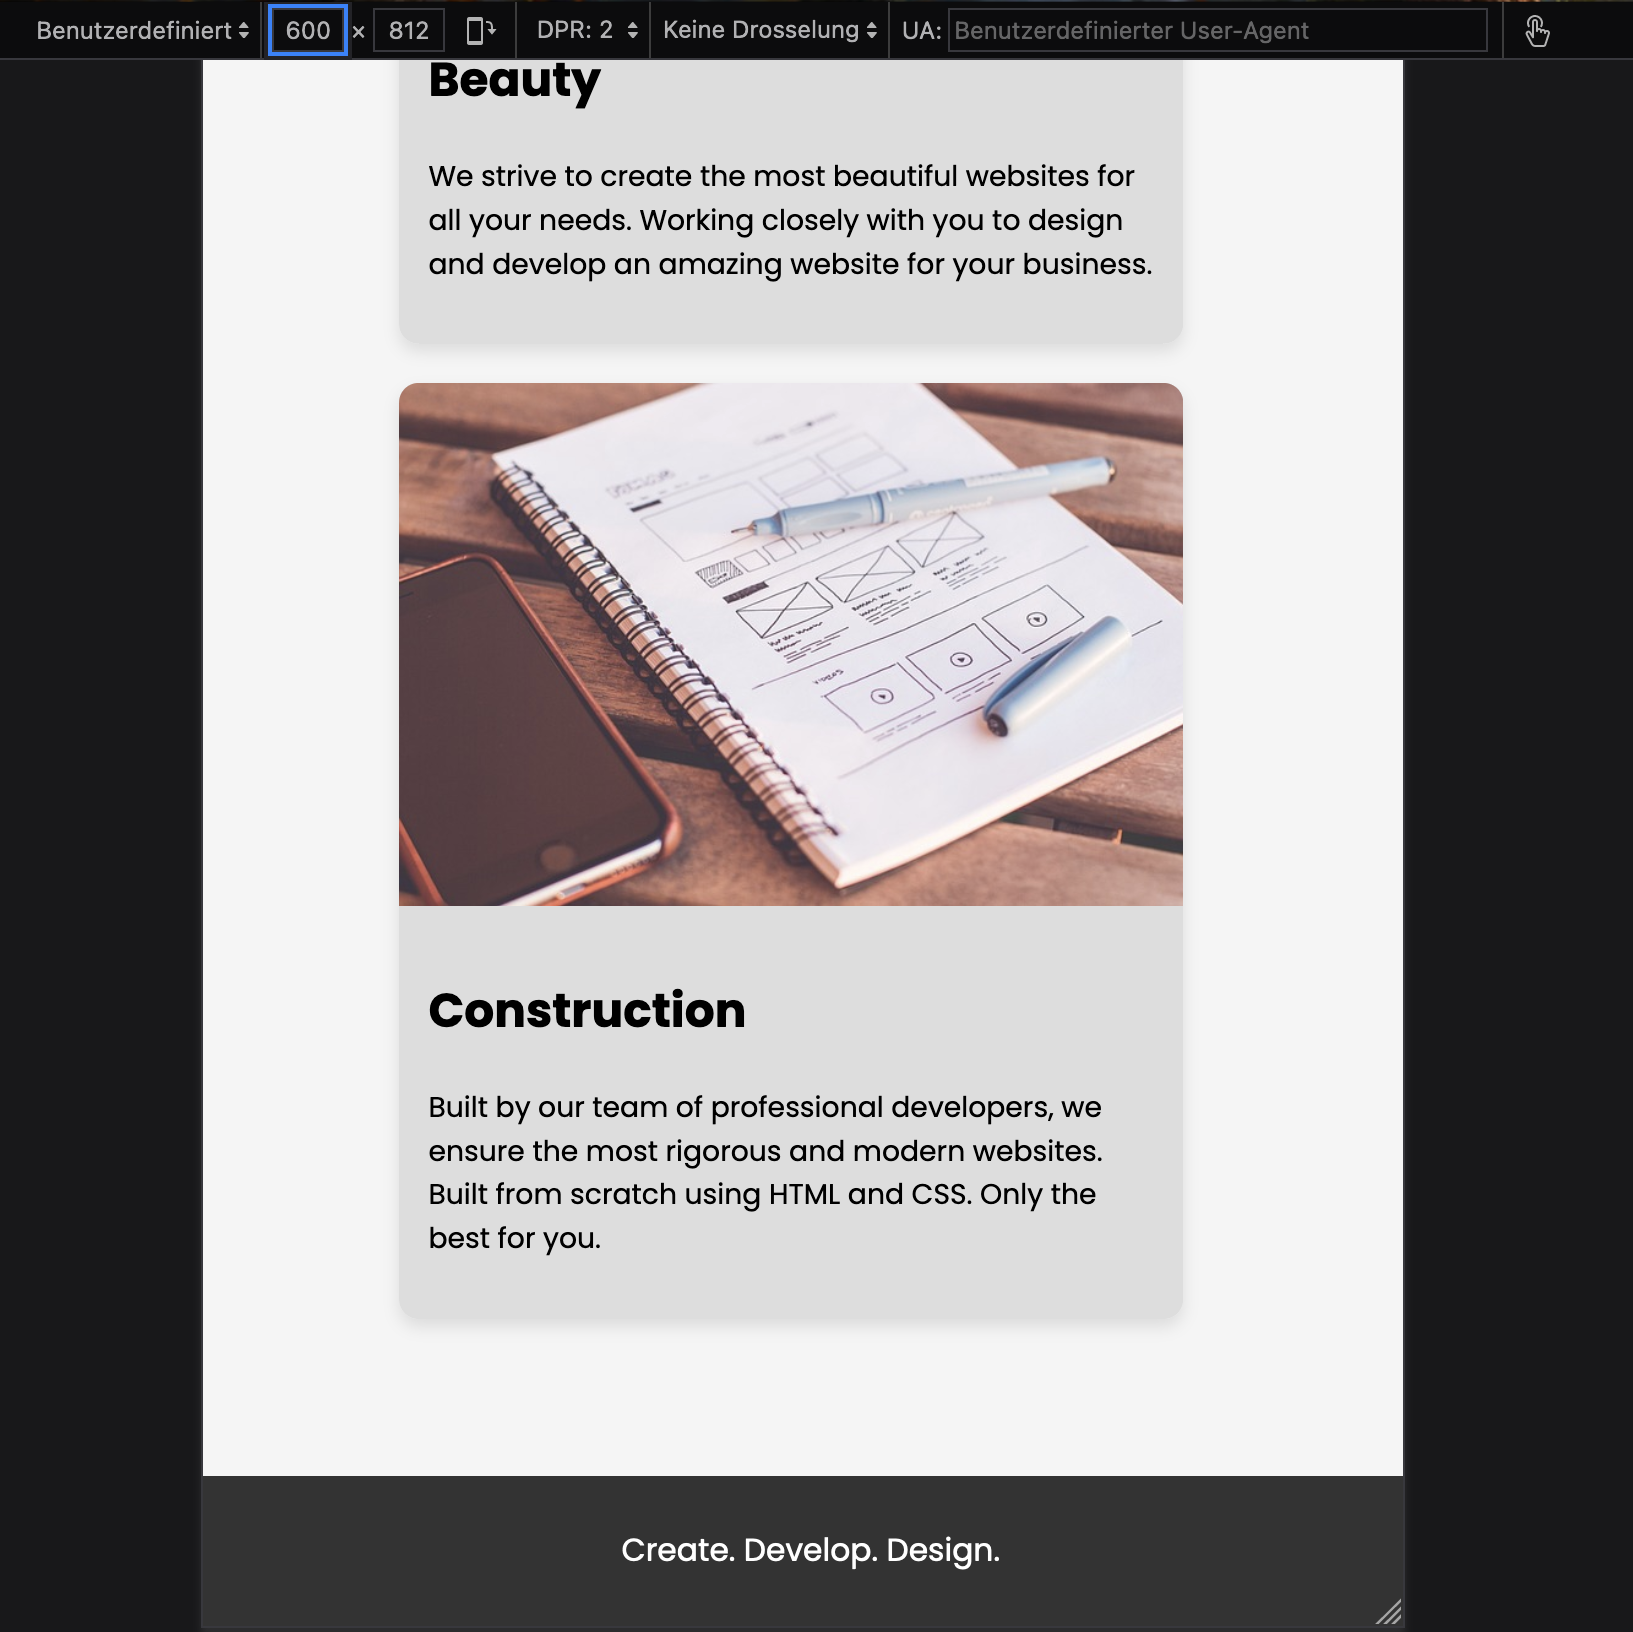 Benutzerdefiniert 600 × 812 DPR: 2 Keine Drosselung UA: Benutzerdefinierter User-Agent
Beauty
We strive to create the most beautiful websites for
all your needs. Working closely with you to design
and develop an amazing website for your business.
Construction
Built by our team of professional developers, we
ensure the most rigorous and modern websites.
Built from scratch using HTML and CSS. Only the
best for you.
Create. Develop. Design.